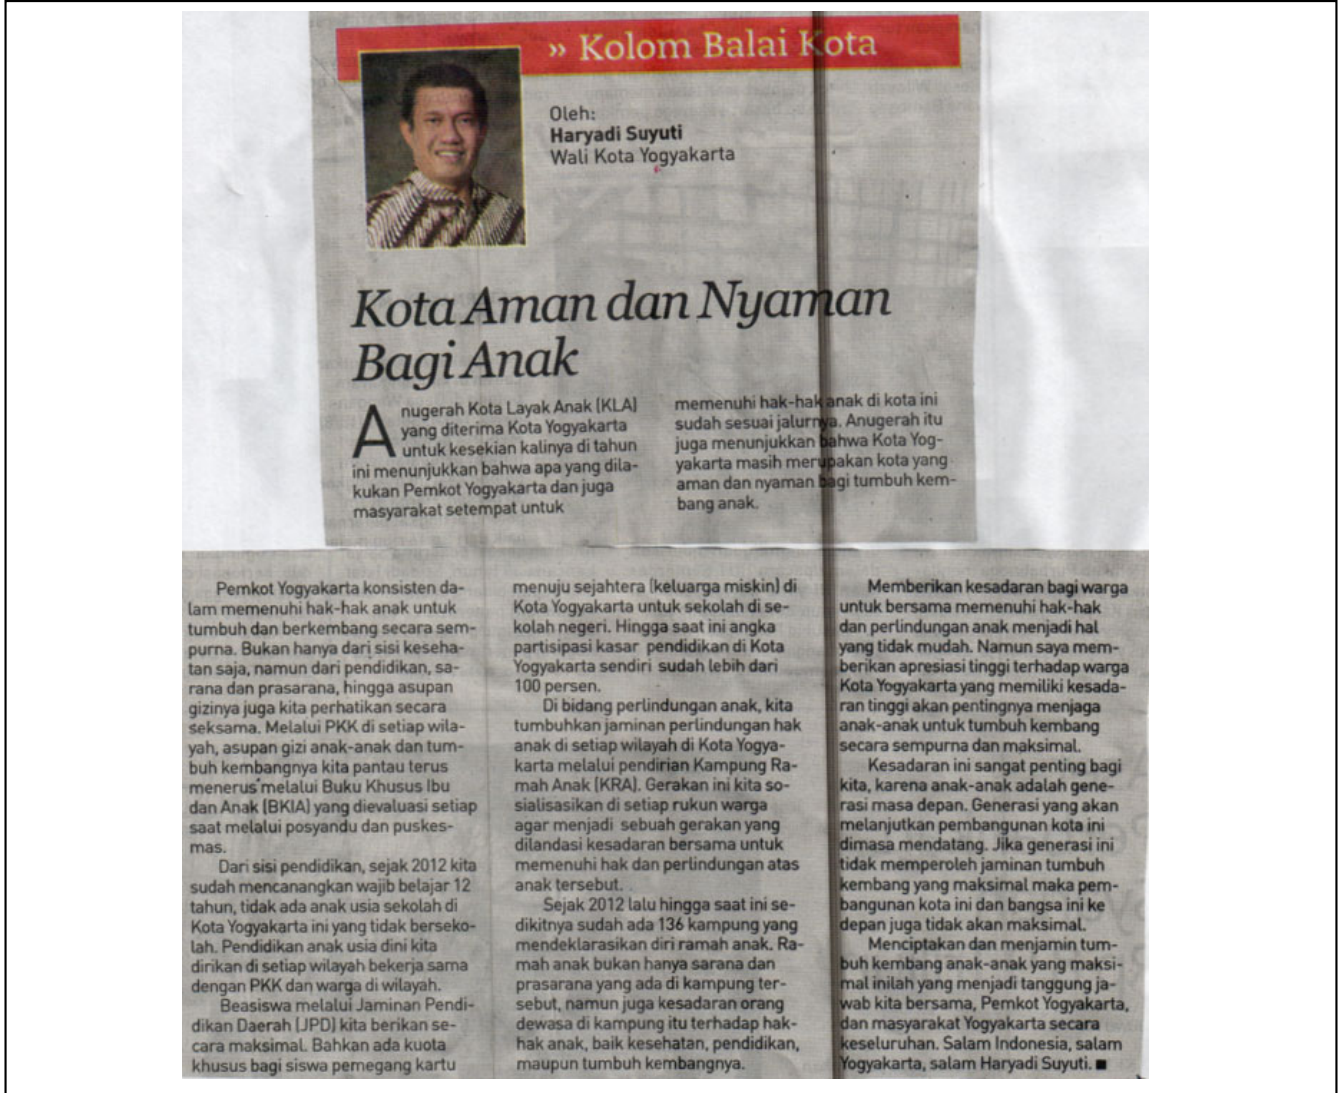 » Kolom Balai Kota
Oleh:
Haryadi Suyuti
Wali Kota Yogyakarta
Kota Aman dan Nyaman
Bagi Anak
Anugerah Kota Layak Anak (KLA)
yang diterima Kota Yogyakarta
untuk kesekian kalinya di tahun
ini menunjukkan bahwa apa yang dila-
kukan Pemkot Yogyakarta dan juga
masyarakat setempat untuk
memenuhi hak-hak anak di kota ini
sudah sesuai jalurnya. Anugerah itu
juga menunjukkan bahwa Kota Yog-
yakarta masih merupakan kota yang
aman dan nyaman bagi tumbuh kem-
bang anak.
Pemkot Yogyakarta konsisten da-
lam memenuhi hak-hak anak untuk
tumbuh dan berkembang secara sem-
purna. Bukan hanya dari sisi keseha-
tan saja, namun dari pendidikan, sa-
rana dan prasarana, hingga asupan
gizinya juga kita perhatikan secara
seksama. Melalui PKK di setiap wila-
yah, asupan gizi anak-anak dan tum-
buh kembangnya kita pantau terus
menerus melalui Buku Khusus Ibu
dan Anak (BKIA) yang dievaluasi setiap
saat melalui posyandu dan puskes-
mas.
Dari sisi pendidikan, sejak 2012 kita
sudah mencanangkan wajib belajar 12
tahun, tidak ada anak usia sekolah di
Kota Yogyakarta ini yang tidak berseko-
lah. Pendidikan anak usia dini kita
dirikan di setiap wilayah bekerja sama
dengan PKK dan warga di wilayah.
Beasiswa melalui Jaminan Pendi-
dikan Daerah (JPD) kita berikan se-
cara maksimal. Bahkan ada kuota
khusus bagi siswa pemegang kartu
menuju sejahtera (keluarga miskin) di
Kota Yogyakarta untuk sekolah di se-
kolah negeri. Hingga saat ini angka
partisipasi kasar pendidikan di Kota
Yogyakarta sendiri sudah lebih dari
100 persen.
Di bidang perlindungan anak, kita
tumbuhkan jaminan perlindungan hak
anak di setiap wilayah di Kota Yogya-
karta melalui pendirian Kampung Ra-
mah Anak (KRA). Gerakan ini kita so-
sialisasikan di setiap rukun warga
agar menjadi sebuah gerakan yang
dilandasi kesadaran bersama untuk
memenuhi hak dan perlindungan atas
anak tersebut.
Sejak 2012 lalu hingga saat ini se-
dikitnya sudah ada 136 kampung yang
mendeklarasikan diri ramah anak. Ra-
mah anak bukan hanya sarana dan
prasarana yang ada di kampung ter-
sebut, namun juga kesadaran orang
dewasa di kampung itu terhadap hak-
hak anak, baik kesehatan, pendidikan,
maupun tumbuh kembangnya.
Memberikan kesadaran bagi warga
untuk bersama memenuhi hak-hak
dan perlindungan anak menjadi hal
yang tidak mudah. Namun saya mem-
berikan apresiasi tinggi terhadap warga
Kota Yogyakarta yang memiliki kesada-
ran tinggi akan pentingnya menjaga
anak-anak untuk tumbuh kembang
secara sempurna dan maksimal.
Kesadaran ini sangat penting bagi
kita, karena anak-anak adalah gene-
rasi masa depan. Generasi yang akan
melanjutkan pembangunan kota ini
dimasa mendatang. Jika generasi ini
tidak memperoleh jaminan tumbuh
kembang yang maksimal maka pem-
bangunan kota ini dan bangsa ini ke
depan juga tidak akan maksimal.
Menciptakan dan menjamin tum-
buh kembang anak-anak yang maksi-
mal inilah yang menjadi tanggung ja-
wab kita bersama, Pemkot Yogyakarta,
dan masyarakat Yogyakarta secara
keseluruhan. Salam Indonesia, salam
Yogyakarta, salam Haryadi Suyuti. ■